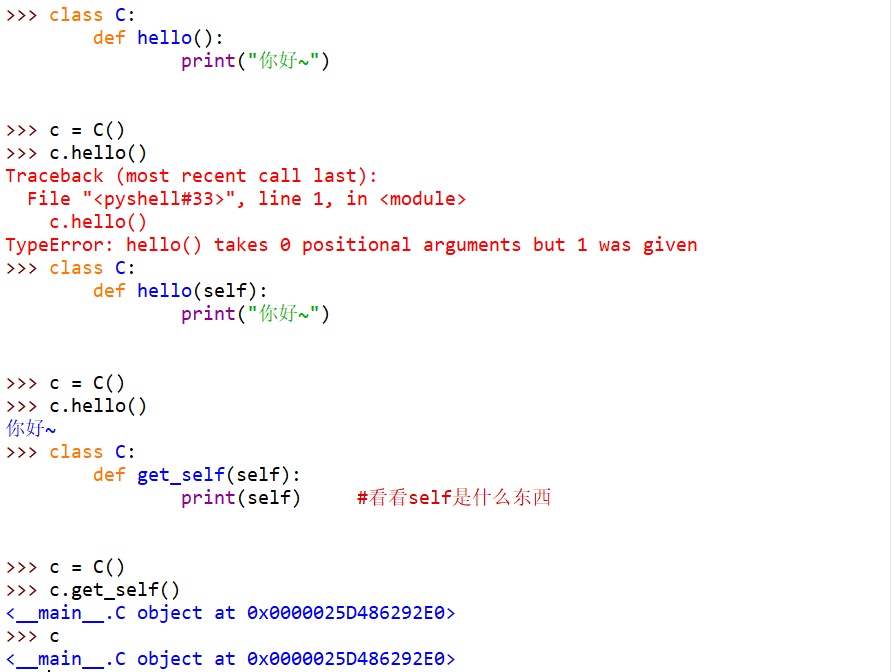 >>> class C:
        def hello():
                print("你好~")
>>> c = C()
>>> c.hello()
Traceback (most recent call last):
  File "<pyshell#33>", line 1, in <module>
    c.hello()
TypeError: hello() takes 0 positional arguments but 1 was given
>>> class C:
        def hello(self):
                print("你好~")
>>> c = C()
>>> c.hello()
你好~
>>> class C:
        def get_self(self):
                print(self)     #看看self是什么东西
>>> c = C()
>>> c.get_self()
<__main__.C object at 0x0000025D486292E0>
>>> c
<__main__.C object at 0x0000025D486292E0>